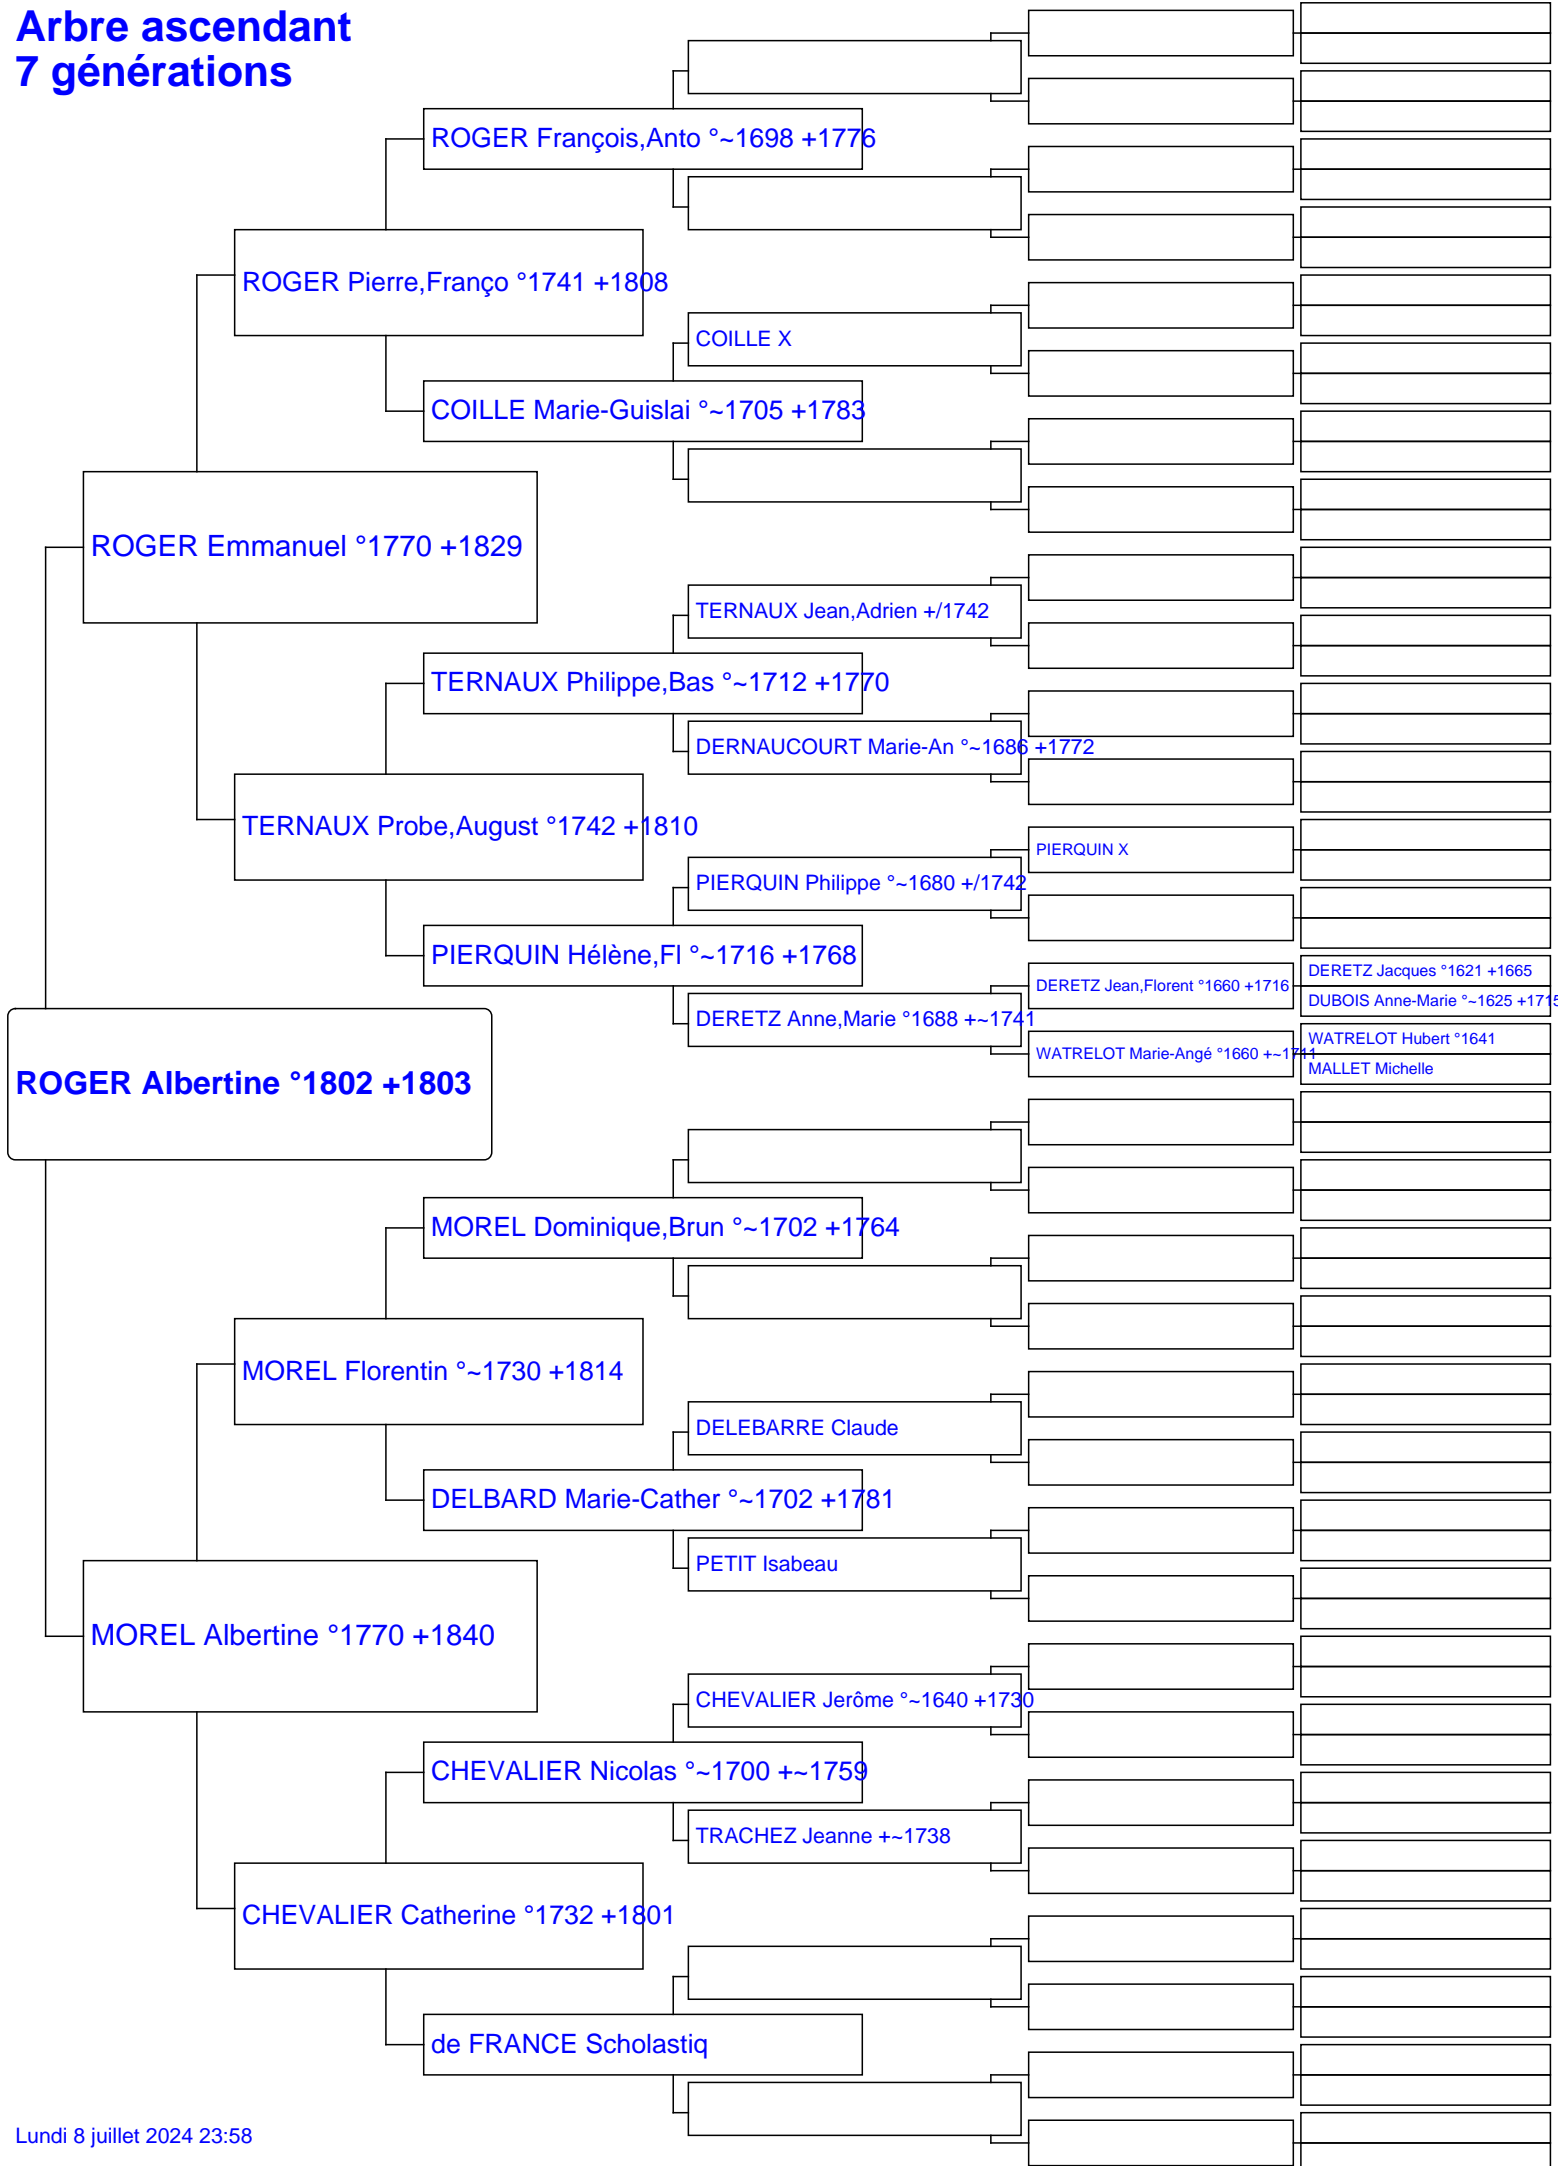 Arbre ascendant
7 générations
ROGER François,Anto °~1698 +1776
ROGER Pierre,Franço °1741 +1808
COILLE X
COILLE Marie-Guislai °~1705 +1783
ROGER Emmanuel °1770 +1829
TERNAUX Jean,Adrien +/1742
TERNAUX Philippe,Bas °~1712 +1770
DERNAUCOURT Marie-An °~1686 +1772
TERNAUX Probe,August °1742 +1810
PIERQUIN X
PIERQUIN Philippe °~1680 +/1742
PIERQUIN Hélène,Fl °~1716 +1768
DERETZ Jacques °1621 +1665
DERETZ Jean,Florent °1660 +1716
DUBOIS Anne-Marie °~1625 +1715
DERETZ Anne,Marie °1688 +~1741
WATRELOT Hubert °1641
WATRELOT Marie-Angé °1660 +~1711
MALLET Michelle
ROGER Albertine °1802 +1803
MOREL Dominique,Brun °~1702 +1764
MOREL Florentin °~1730 +1814
DELEBARRE Claude
DELBARD Marie-Cather °~1702 +1781
PETIT Isabeau
MOREL Albertine °1770 +1840
CHEVALIER Jerôme °~1640 +1730
CHEVALIER Nicolas °~1700 +~1759
TRACHEZ Jeanne +~1738
CHEVALIER Catherine °1732 +1801
de FRANCE Scholastiq
Lundi 8 juillet 2024 23:58